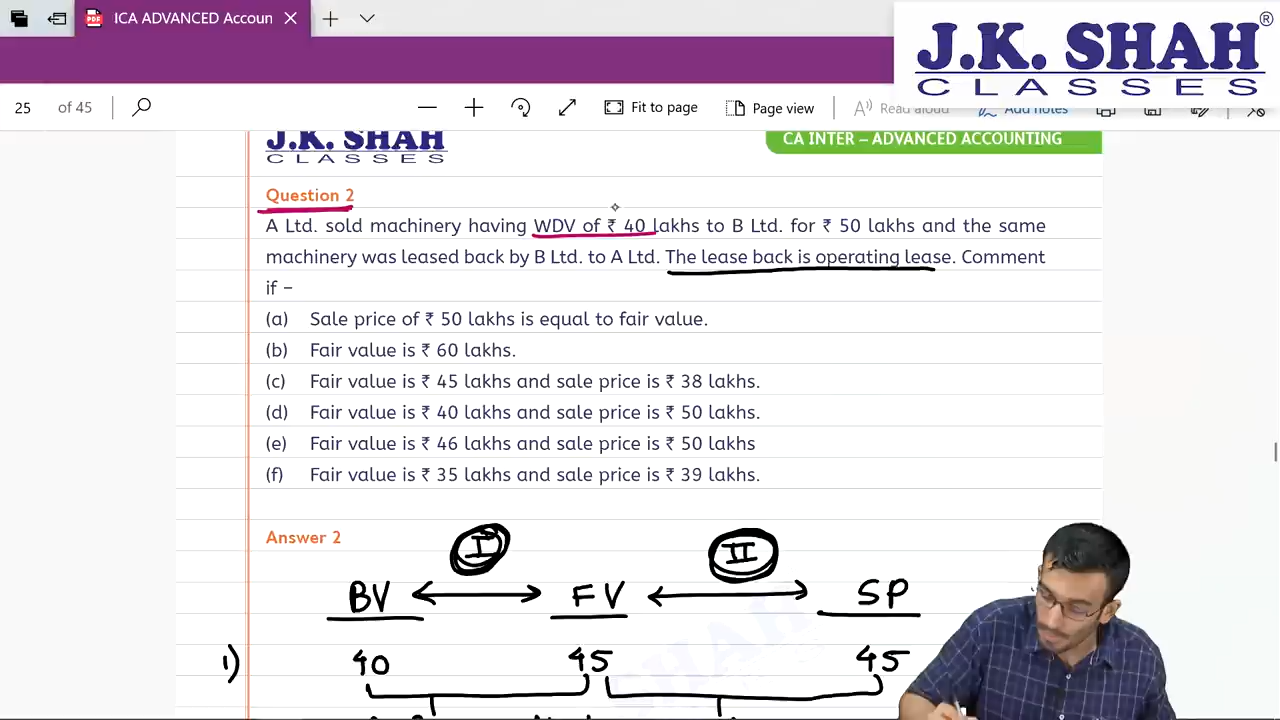 ICA ADVANCED Accoun
J.K. SHAH®
CLASSES
25 of 45
Fit to page
Page view
Read aloud
Add notes
J.K. SHAH
CLASSES
CA INTER – ADVANCED ACCOUNTING
Question 2
A Ltd. sold machinery having WDV of ₹ 40 lakhs to B Ltd. for ₹ 50 lakhs and the same
machinery was leased back by B Ltd. to A Ltd. The lease back is operating lease. Comment
if –
(a) Sale price of ₹ 50 lakhs is equal to fair value.
(b) Fair value is ₹ 60 lakhs.
(c) Fair value is ₹ 45 lakhs and sale price is ₹ 38 lakhs.
(d) Fair value is ₹ 40 lakhs and sale price is ₹ 50 lakhs.
(e) Fair value is ₹ 46 lakhs and sale price is ₹ 50 lakhs
(f) Fair value is ₹ 35 lakhs and sale price is ₹ 39 lakhs.
Answer 2
I II
BV FV SP
1) 40 45 45